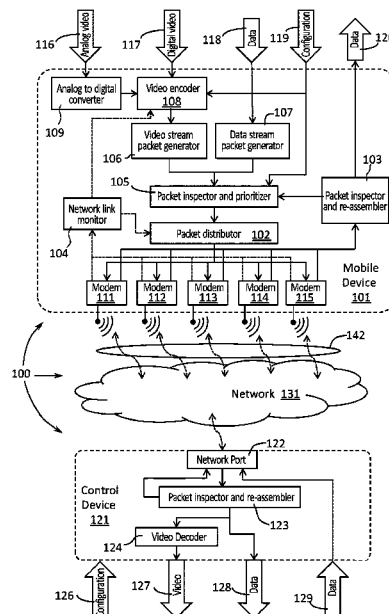 116
117
118
119
120
Analog video
Digital video
Data
Configuration
Data
Analog to digital
converter
109
Video encoder
108
107
Video stream
packet generator
106
Data stream
packet generator
103
105
Packet inspector and prioritizer
Packet inspector
and re-assembler
Network link
monitor
104
Packet distributor 102
Modem
111
Modem
112
Modem
113
Modem
114
Modem
115
Mobile
Device
101
142
100
Network 131
122
Network Port
Control
Device
121
Packet inspector and re-assembler
123
124
Video Decoder
126
Configuration
127
Video
128
Data
129
Data